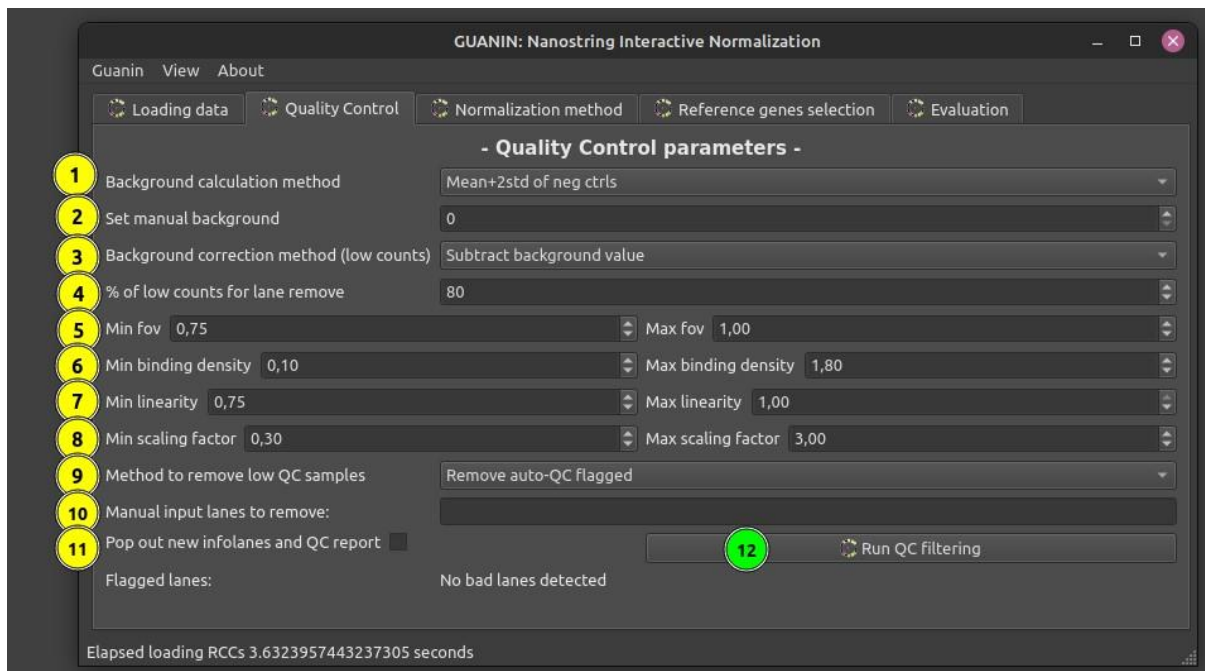 GUANIN: Nanostring Interactive Normalization
Guanin View About
Loading data Quality Control Normalization method Reference genes selection Evaluation
- Quality Control parameters -
1 Background calculation method Mean+2std of neg ctrls
2 Set manual background 0
3 Background correction method (low counts) Subtract background value
4 % of low counts for lane remove 80
5 Min fov 0,75 Max fov 1,00
6 Min binding density 0,10 Max binding density 1,80
7 Min linearity 0,75 Max linearity 1,00
8 Min scaling factor 0,30 Max scaling factor 3,00
9 Method to remove low QC samples Remove auto-QC flagged
10 Manual input lanes to remove:
11 Pop out new infolanes and QC report 12 Run QC filtering
Flagged lanes: No bad lanes detected
Elapsed loading RCCs 3.6323957443237305 seconds